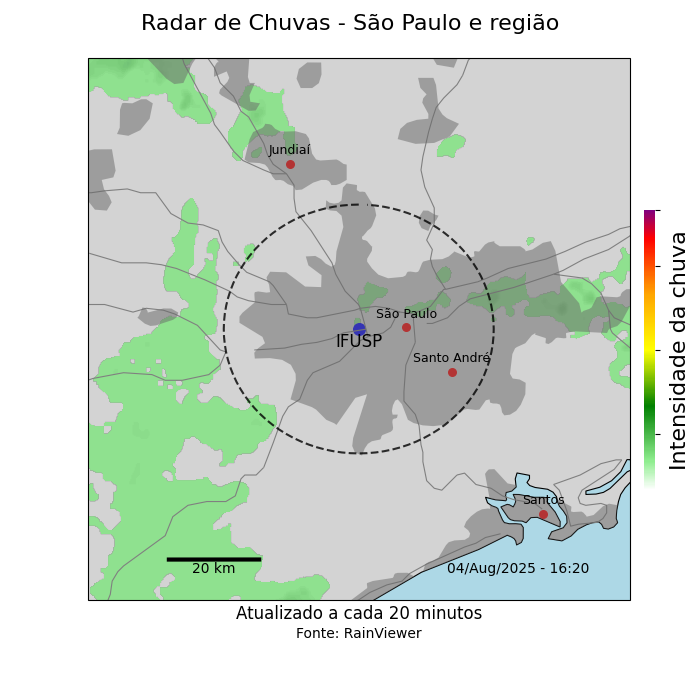 Radar de Chuvas - São Paulo e região
Jundiaí
São Paulo
IFUSP
Santo André
Santos
20 km
04/Aug/2025 - 16:20
Intensidade da chuva
Atualizado a cada 20 minutos
Fonte: RainViewer